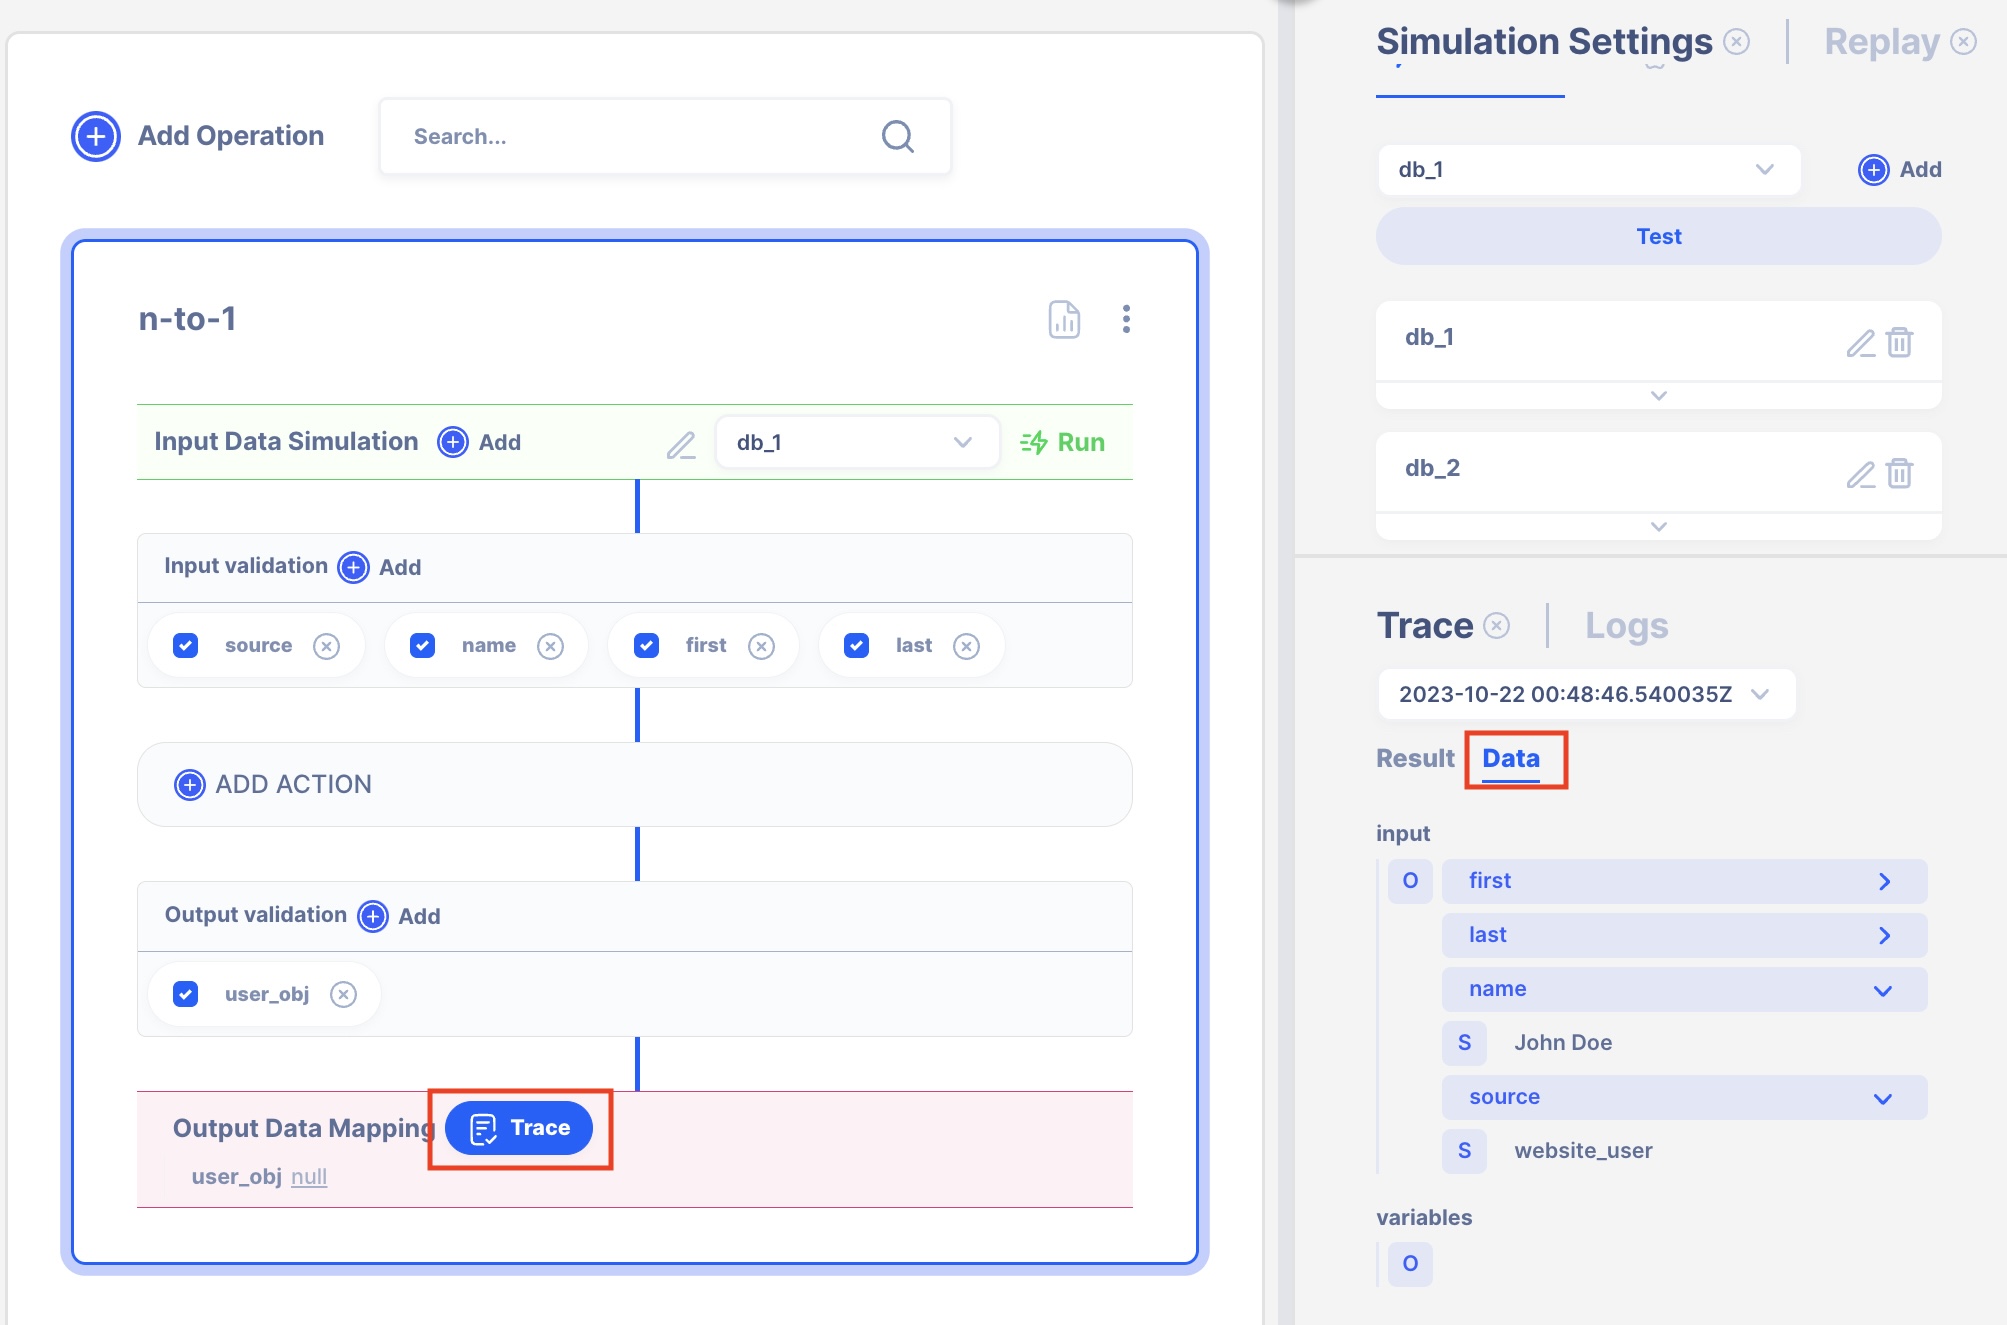 Add Operation
Search...
n-to-1
Input Data Simulation Add db_1 Run
Input validation Add
source name first last
ADD ACTION
Output validation Add
user_obj
Output Data Mapping Trace
user_obj null
Simulation Settings Replay
db_1 Add
Test
db_1
db_2
Trace Logs
2023-10-22 00:48:46.540035Z
Result Data
input
O first
last
name
S John Doe
source
S website_user
variables
O